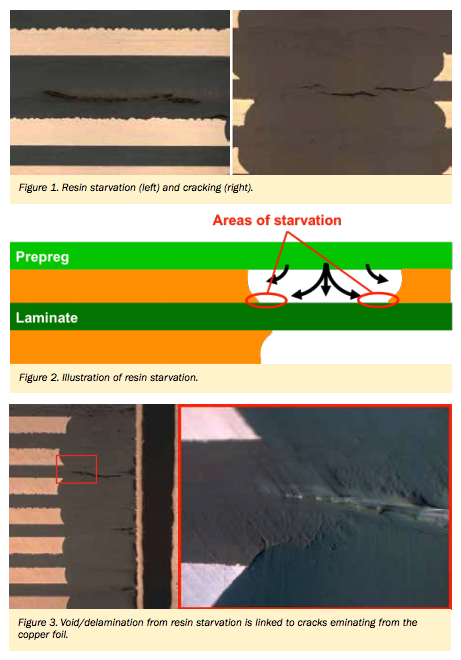 Figure 1. Resin starvation (left) and cracking (right).
Areas of starvation
Prepreg
Laminate
Figure 2. Illustration of resin starvation.
Figure 3. Void/delamination from resin starvation is linked to cracks eminating from the
copper foil.